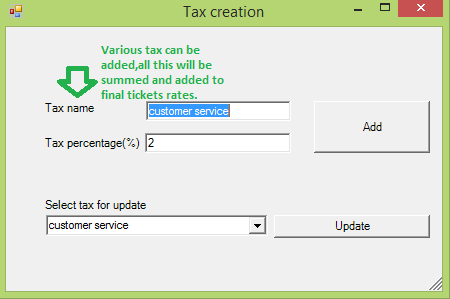 Tax creation
Various tax can be
added,all this will be
summed and added to
final tickets rates.
Tax name
customer service
Add
Tax percentage(%)
2
Select tax for update
customer service
Update